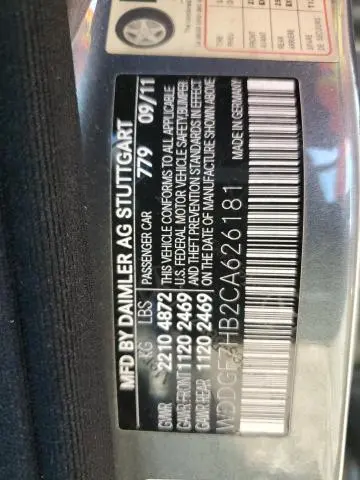 MFD BY DAIMLER AG STUTTGART
PASSENGER CAR 779 09/11
KG LBS
GVWR 2210 4872
GAWR FRONT 1120 2469
GAWR REAR 1120 2469
THIS VEHICLE CONFORMS TO ALL APPLICABLE
U.S. FEDERAL MOTOR VEHICLE SAFETY, BUMPER,
AND THEFT PREVENTION STANDARDS IN EFFECT
ON THE DATE OF MANUFACTURE SHOWN ABOVE
MADE IN GERMANY
HB2CA626181